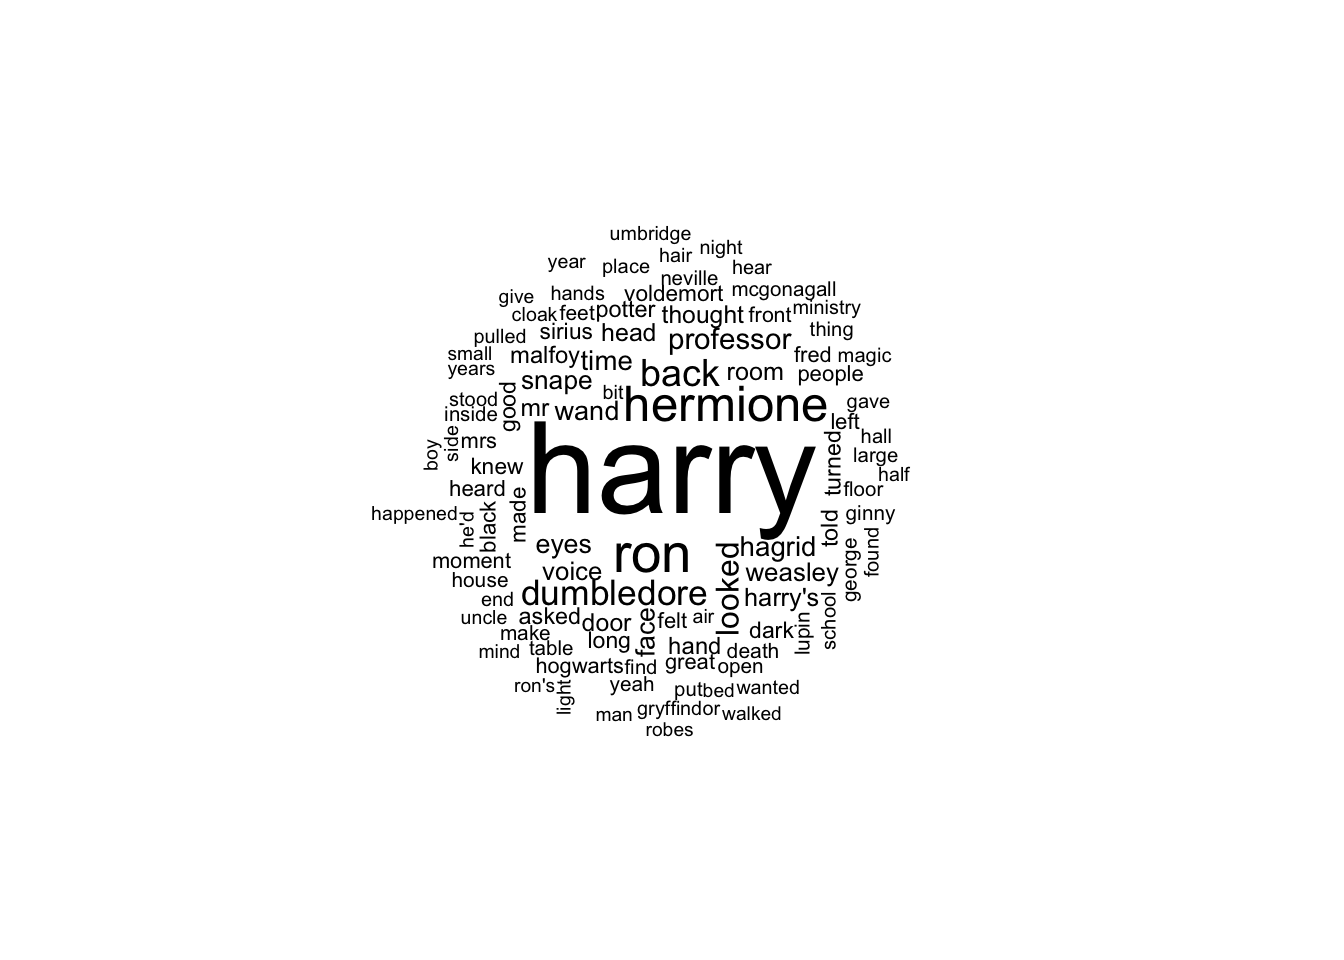 umbridge
hair night
year place hear
neville
give hands voldemort mcgonagall
cloak feet potter thought front ministry
pulled sirius head professor thing
small malfoy time fred magic
years snape back room people
bit
stood good mr wand hermione gave
inside left
boy side mrs harry turned hall
large
knew half
heard floor
happened he'd black made told ginny
eyes ron looked hagrid george found
moment voice weasley
house dumbledore harry's
end
uncle asked door face felt air dark lupin school
make long hand
mind table death
hogwarts find great open
ron's light yeah put bed wanted
man gryffindor walked
robes